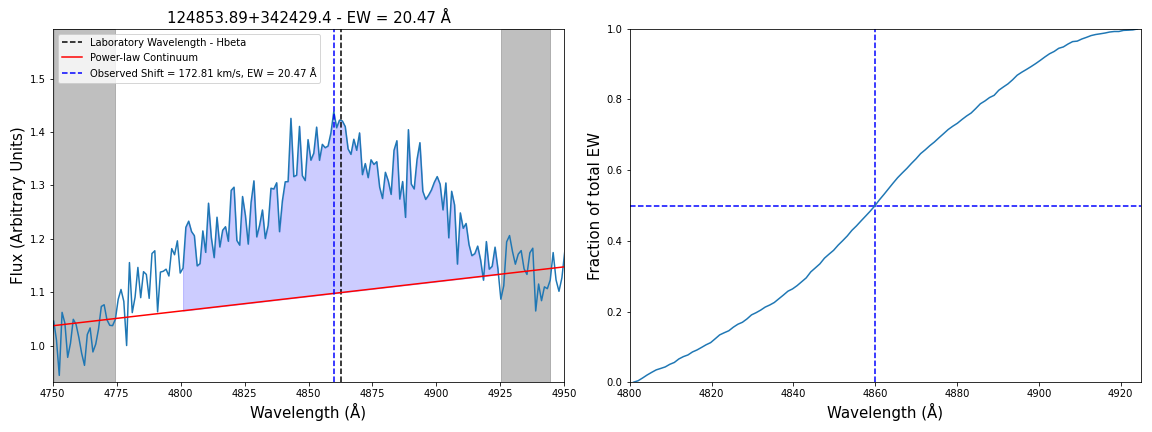 124853.89+342429.4 - EW = 20.47 Å
Laboratory Wavelength - Hbeta
Power-law Continuum
Observed Shift = 172.81 km/s, EW = 20.47 Å
Flux (Arbitrary Units)
1.5
1.4
1.3
1.2
1.1
1.0
4750 4775 4800 4825 4850 4875 4900 4925 4950
Wavelength (Å)
Fraction of total EW
1.0
0.8
0.6
0.4
0.2
0.0
4800 4820 4840 4860 4880 4900 4920
Wavelength (Å)